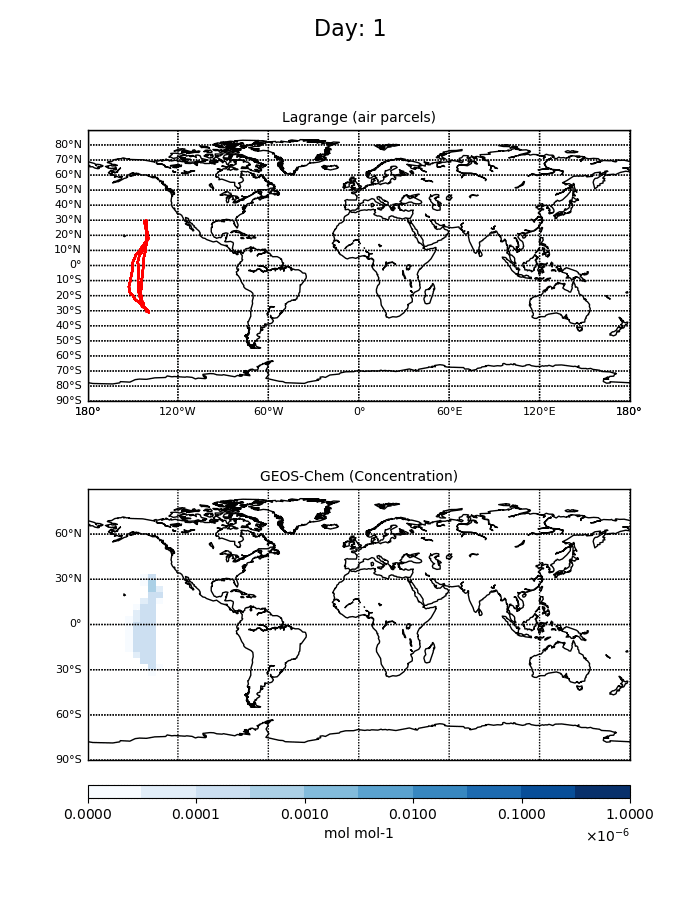 Day: 1
Lagrange (air parcels)
80°N
70°N
60°N
50°N
40°N
30°N
20°N
10°N
0°
10°S
20°S
30°S
40°S
50°S
60°S
70°S
80°S
90°S
180° 120°W 60°W 0° 60°E 120°E 180°
GEOS-Chem (Concentration)
60°N
30°N
0°
30°S
60°S
90°S
0.0000 0.0001 0.0010 0.0100 0.1000 1.0000
mol mol-1
×10⁻⁶